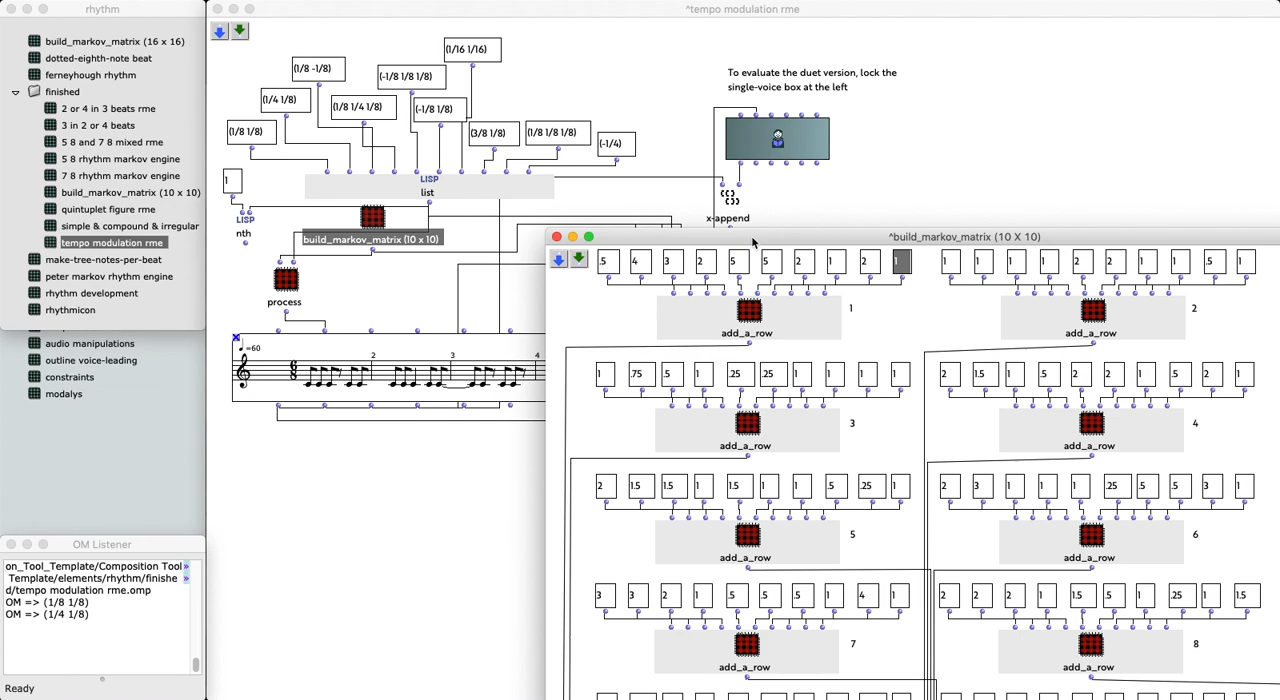 rhythm
build_markov_matrix (16 x 16)
dotted-eighth-note beat
ferneyhough rhythm
finished
2 or 4 in 3 beats rme
3 in 2 or 4 beats
5 8 and 7 8 mixed rme
5 8 rhythm markov engine
7 8 rhythm markov engine
build_markov_matrix (10 x 10)
quintuplet figure rme
simple & compound & irregular
tempo modulation rme
make-tree-notes-per-beat
peter markov rhythm engine
rhythm development
rhythmicon
audio manipulations
outline voice-leading
constraints
modalys
OM Listener
on_Tool_Template/Composition Tool»
Template/elements/rhythm/finishe »
d/tempo modulation rme.omp
OM => (1/8 1/8)
OM => (1/4 1/8)
Ready
^tempo modulation rme
(1/16 1/16)
(1/8 -1/8)
(-1/8 1/8 1/8)
(1/4 1/8)
(1/8 1/4 1/8)
(-1/8 1/8)
(1/8 1/8)
(3/8 1/8)
(1/8 1/8 1/8)
(-1/4)
To evaluate the duet version, lock the
single-voice box at the left
1
LISP
list
LISP
nth
build_markov_matrix (10 x 10)
x-append
process
=60
6
8
2
3
4
^build_markov_matrix (10 X 10)
.5 4 3 2 5 5 2 1 2 1
add_a_row
1
1 1 1 1 2 2 1 1 .5 1
add_a_row
2
1 .75 .5 1 .25 .25 1 1 1 1
add_a_row
3
2 1.5 1 .5 2 2 1 .5 2 1
add_a_row
4
2 1.5 1.5 1 1.5 1 1 .5 .25 1
add_a_row
5
2 3 1 1 1 .25 .5 .5 3 1
add_a_row
6
3 3 2 1 .5 .5 .5 1 4 1
add_a_row
7
2 2 2 1 1.5 .5 1 .25 1 1.5
add_a_row
8